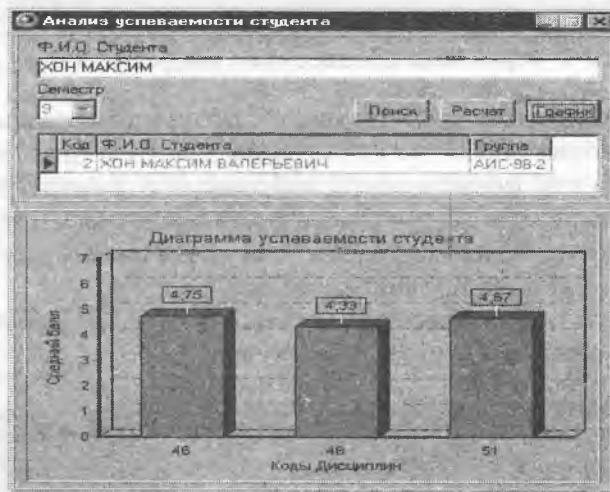 Анализ успеваемости студента
Ф.И.О. Студента
ХОН МАКСИМ
Семестр
Поиск Расчет График
Код Ф.И.О. Студента Группа
2 ХОН МАКСИМ ВАЛЕРЬЕВИЧ АИС-98-2
Диаграмма успеваемости студента
7
6
5
4
3
2
1
0
Средний балл
4,75 4,33 4,67
46 48 51
Коды Дисциплин